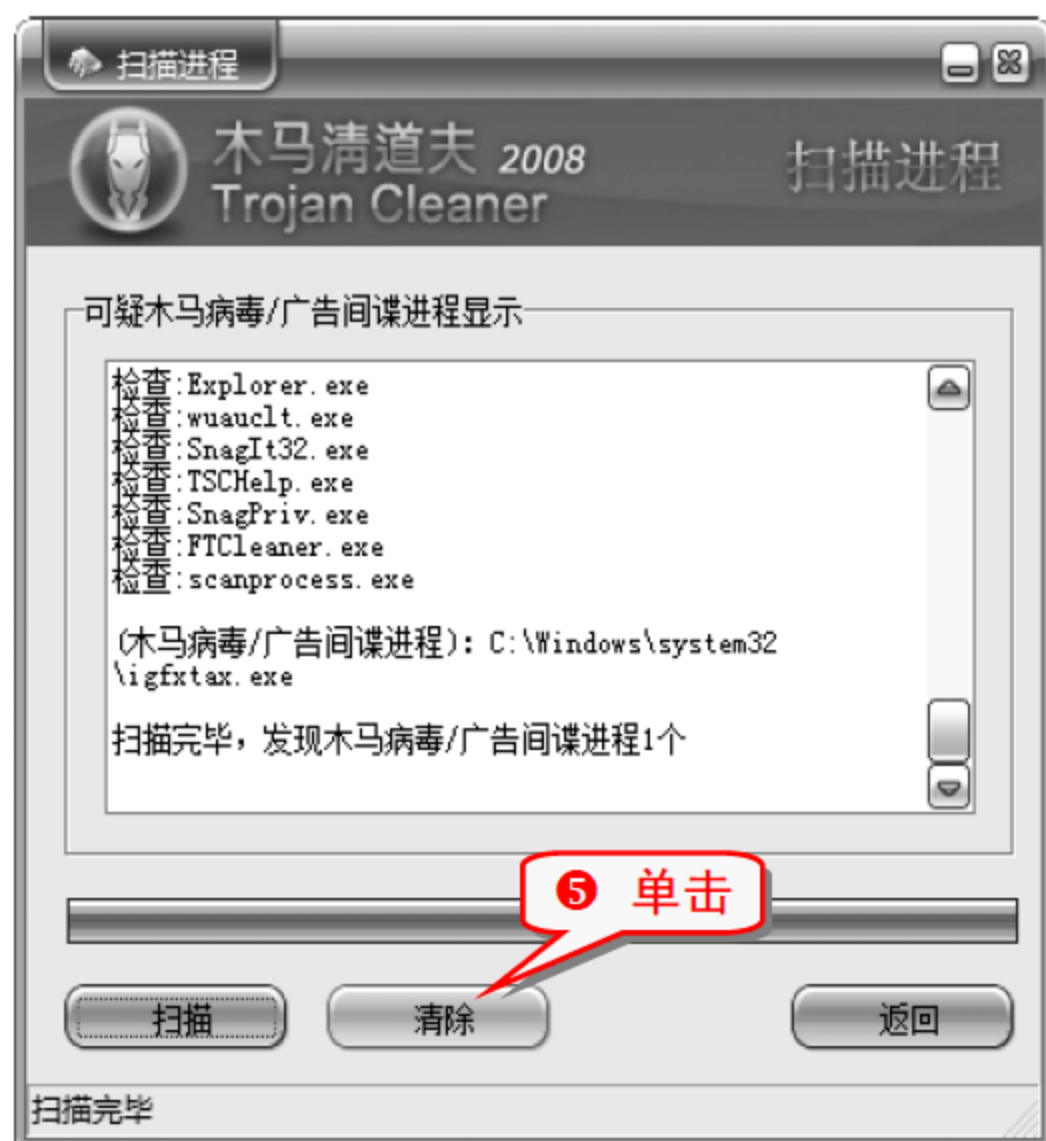 扫描进程
木马清道夫 2008
Trojan Cleaner
扫描进程
可疑木马病毒/广告间谍进程显示
检查:Explorer.exe
检查:wuauclt.exe
检查:SnagIt32.exe
检查:TSCHelp.exe
检查:SnagPriv.exe
检查:FTCleaner.exe
检查:scanprocess.exe
(木马病毒/广告间谍进程): C:\Windows\system32
\igfxtax.exe
扫描完毕，发现木马病毒/广告间谍进程1个
❺ 单击
扫描
清除
返回
扫描完毕